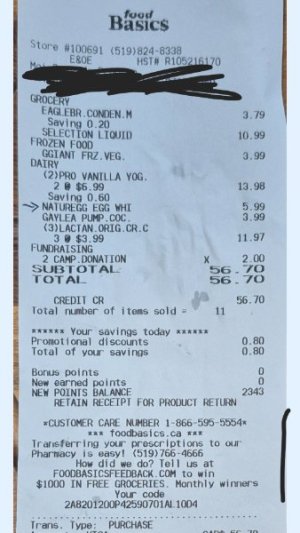 food
Basics
Store #100691 (519)824-8338
E&OE HST# R105216170
GROCERY
EAGLEBR.CONDEN.M 3.79
Saving 0.20
SELECTION LIQUID 10.99
FROZEN FOOD
GGIANT FRZ.VEG. 3.99
DAIRY
(2)PRO VANILLA YOG.
2 @ $6.99 13.98
Saving 0.60
→ NATUREGG EGG WHI 5.99
GAYLEA PUMP.COC. 3.99
(3)LACTAN.ORIG.CR.C
3 @ $3.99 11.97
FUNDRAISING
2 CAMP.DONATION X 2.00
SUBTOTAL 56.70
TOTAL 56.70
CREDIT CR 56.70
Total number of items sold = 11
****** Your savings today ******
Promotional discounts 0.80
Total of your savings 0.80
Bonus points 0
New earned points 0
NEW POINTS BALANCE 2343
RETAIN RECEIPT FOR PRODUCT RETURN
*CUSTOMER CARE NUMBER 1-866-595-5554*
*** foodbasics.ca ***
Transferring your prescriptions to our
Pharmacy is easy! (519)766-4666
How did we do? Tell us at
FOODBASICSFEEDBACK.COM to win
$1000 IN FREE GROCERIES. Monthly winners
Your code
2A8201200P42590701AL10D4
Trans. Type: PURCHASE